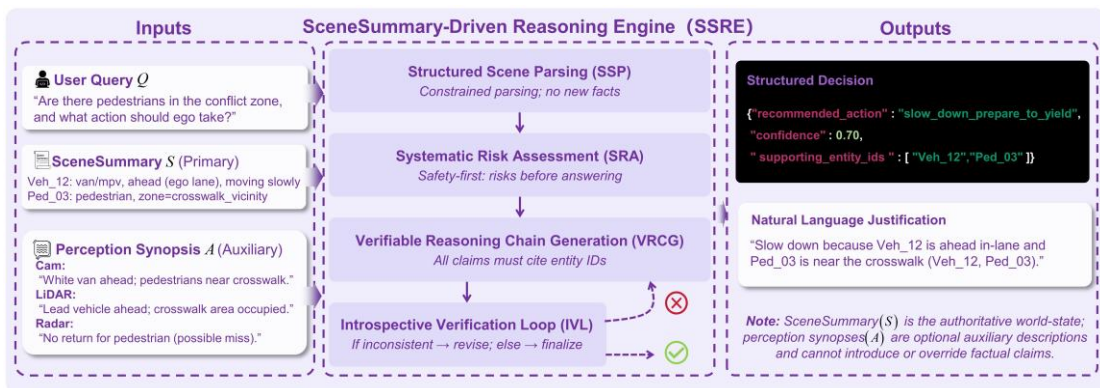 Inputs
User Query Q
“Are there pedestrians in the conflict zone,
and what action should ego take?”
SceneSummary S (Primary)
Veh_12: van/mpv, ahead (ego lane), moving slowly
Ped_03: pedestrian, zone=crosswalk_vicinity
Perception Synopsis A (Auxiliary)
Cam:
“White van ahead; pedestrians near crosswalk.”
LiDAR:
“Lead vehicle ahead; crosswalk area occupied.”
Radar:
“No return for pedestrian (possible miss).”
SceneSummary-Driven Reasoning Engine (SSRE)
Structured Scene Parsing (SSP)
Constrained parsing; no new facts
Systematic Risk Assessment (SRA)
Safety-first: risks before answering
Verifiable Reasoning Chain Generation (VRCG)
All claims must cite entity IDs
Introspective Verification Loop (IVL)
If inconsistent → revise; else → finalize
Outputs
Structured Decision
{"recommended_action" : "slow_down_prepare_to_yield",
"confidence" : 0.70,
" supporting_entity_ids " : [ "Veh_12","Ped_03" ]}
Natural Language Justification
“Slow down because Veh_12 is ahead in-lane and
Ped_03 is near the crosswalk (Veh_12, Ped_03).”
Note: SceneSummary(S) is the authoritative world-state;
perception synopses(A) are optional auxiliary descriptions
and cannot introduce or override factual claims.